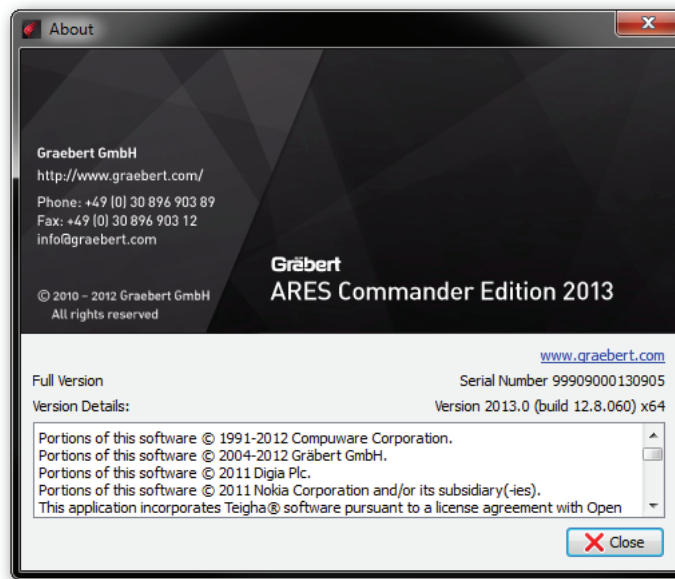 About
Graebert GmbH
http://www.graebert.com/
Phone: +49 (0) 30 896 903 89
Fax: +49 (0) 30 896 903 12
info@graebert.com
© 2010 – 2012 Graebert GmbH
All rights reserved
Gräbert
ARES Commander Edition 2013
www.graebert.com
Full Version
Serial Number 99909000130905
Version Details:
Version 2013.0 (build 12.8.060) x64
Portions of this software © 1991-2012 Compuware Corporation.
Portions of this software © 2004-2012 Gräbert GmbH.
Portions of this software © 2011 Digia Plc.
Portions of this software © 2011 Nokia Corporation and/or its subsidiary(-ies).
This application incorporates Teigha® software pursuant to a license agreement with Open
Close